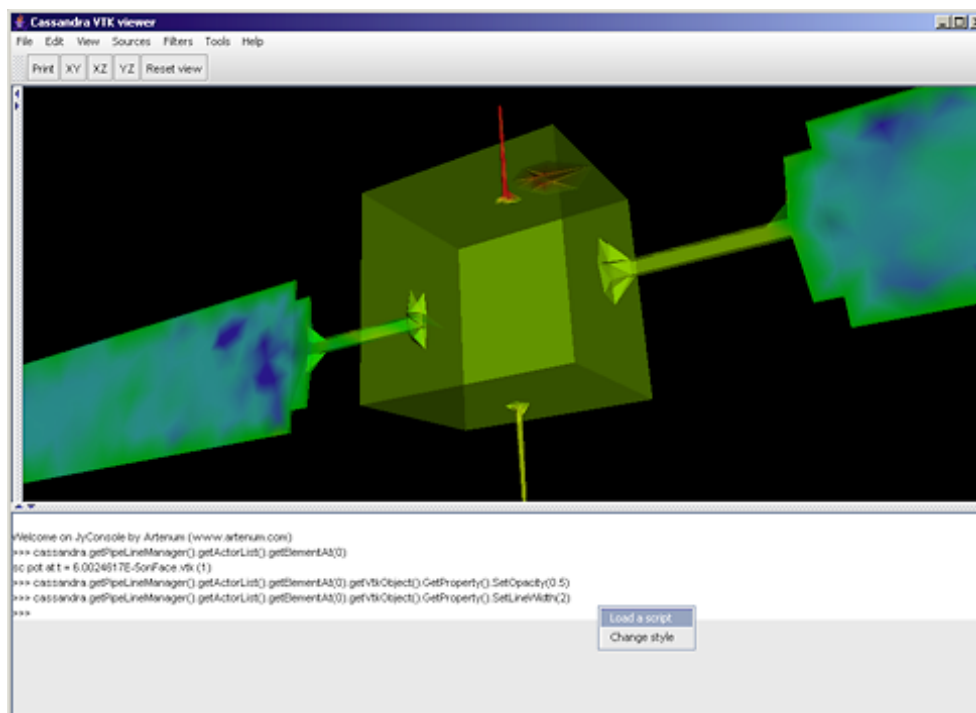 Cassandra VTK viewer
File Edit View Sources Filters Tools Help
Print XY XZ YZ Reset view
Welcome on JyConsole by Artenum (www.artenum.com)
>>> cassandra.getPipeLineManager().getActorList().getElementAt(0)
sc pot at t = 6.0024617E-5onFace.vtk (1)
>>> cassandra.getPipeLineManager().getActorList().getElementAt(0).getVtkObject().GetProperty().SetOpacity(0.5)
>>> cassandra.getPipeLineManager().getActorList().getElementAt(0).getVtkObject().GetProperty().SetLineWidth(2)
>>>
Load a script
Change style